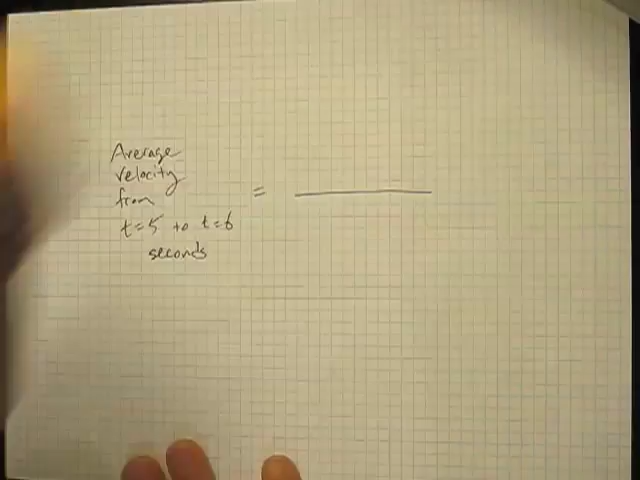 Average
velocity
from
t=5 to t=6
seconds
=